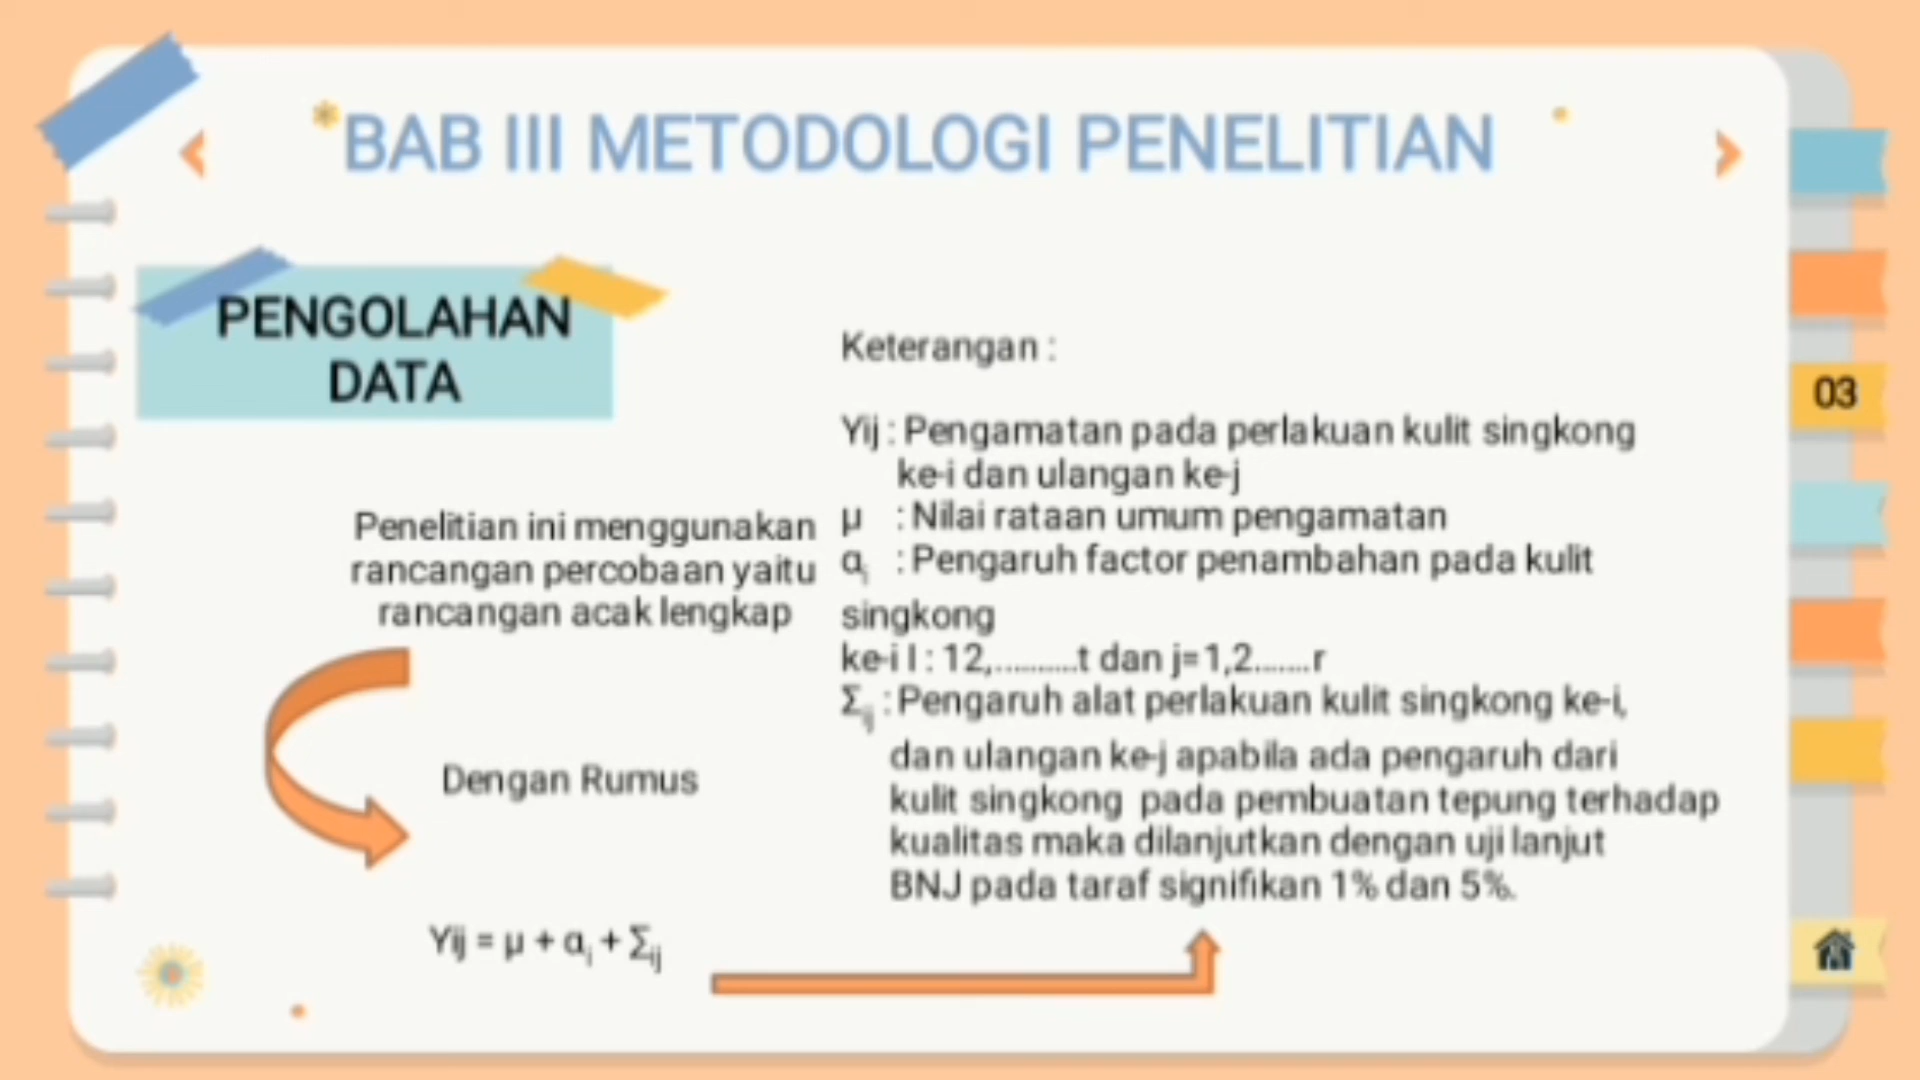 BAB III METODOLOGI PENELITIAN
PENGOLAHAN
DATA
Penelitian ini menggunakan
rancangan percobaan yaitu
rancangan acak lengkap
Dengan Rumus
Yij = μ + αi + Σij
Keterangan :
Yij : Pengamatan pada perlakuan kulit singkong
ke-i dan ulangan ke-j
μ : Nilai rataan umum pengamatan
αi : Pengaruh factor penambahan pada kulit
singkong
ke-i I : 12,..........t dan j=1,2.......r
Σij : Pengaruh alat perlakuan kulit singkong ke-i,
dan ulangan ke-j apabila ada pengaruh dari
kulit singkong pada pembuatan tepung terhadap
kualitas maka dilanjutkan dengan uji lanjut
BNJ pada taraf signifikan 1% dan 5%.
03